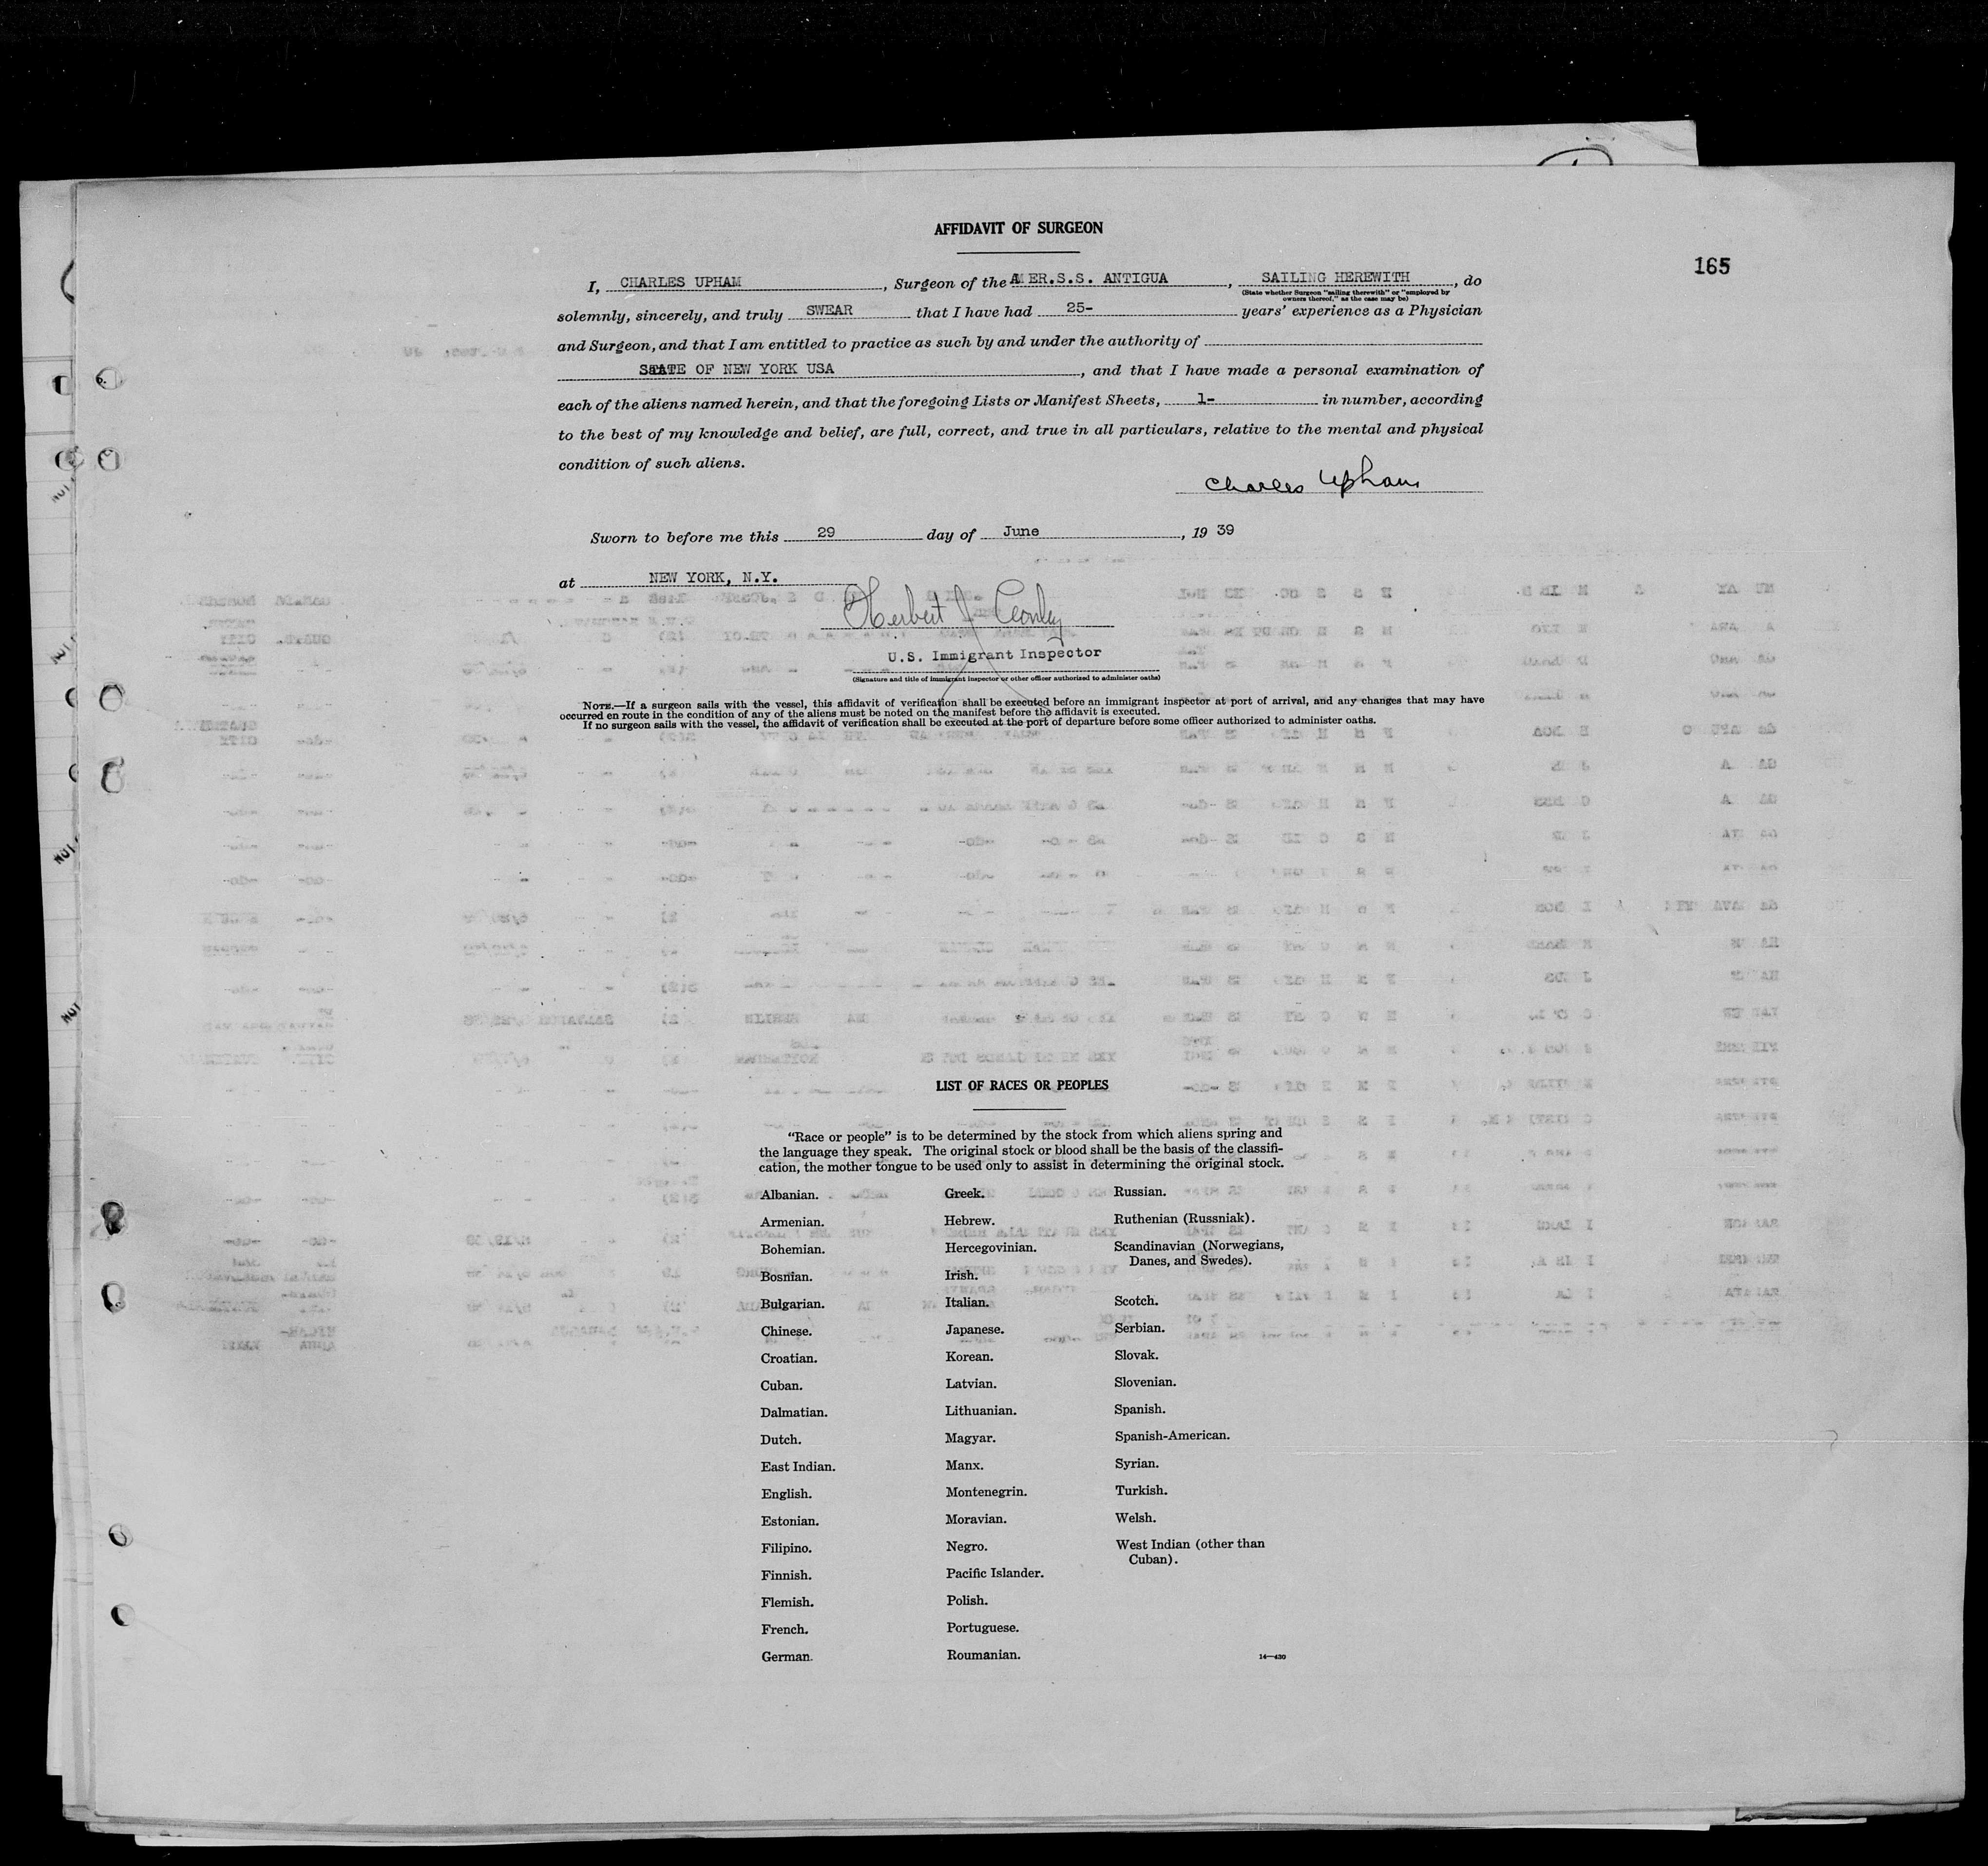 AFFIDAVIT OF SURGEON
165
I, CHARLES UPHAM, Surgeon of the AMER.S.S. ANTIGUA, SAILING HEREWITH, do
(State whether Surgeon "sailing therewith" or "employed by
owners thereof," as the case may be)
solemnly, sincerely, and truly SWEAR that I have had 25- years' experience as a Physician
and Surgeon, and that I am entitled to practice as such by and under the authority of
STATE OF NEW YORK USA, and that I have made a personal examination of
each of the aliens named herein, and that the foregoing Lists or Manifest Sheets, 1- in number, according
to the best of my knowledge and belief, are full, correct, and true in all particulars, relative to the mental and physical
condition of such aliens.
Charles Upham
Sworn to before me this 29 day of June, 1939
at NEW YORK, N.Y.
Herbert J
U.S. Immigrant Inspector
(Signature and title of immigrant inspector or other officer authorized to administer oaths)
NOTE.—If a surgeon sails with the vessel, this affidavit of verification shall be executed before an immigrant inspector at port of arrival, and any changes that may have
occurred en route in the condition of any of the aliens must be noted on the manifest before the affidavit is executed.
If no surgeon sails with the vessel, the affidavit of verification shall be executed at the port of departure before some officer authorized to administer oaths.
LIST OF RACES OR PEOPLES
"Race or people" is to be determined by the stock from which aliens spring and
the language they speak. The original stock or blood shall be the basis of the classifi-
cation, the mother tongue to be used only to assist in determining the original stock.
Albanian.
Armenian.
Bohemian.
Bosnian.
Bulgarian.
Chinese.
Croatian.
Cuban.
Dalmatian.
Dutch.
East Indian.
English.
Estonian.
Filipino.
Finnish.
Flemish.
French.
German.
Greek.
Hebrew.
Hercegovinian.
Irish.
Italian.
Japanese.
Korean.
Latvian.
Lithuanian.
Magyar.
Manx.
Montenegrin.
Moravian.
Negro.
Pacific Islander.
Polish.
Portuguese.
Roumanian.
Russian.
Ruthenian (Russniak).
Scandinavian (Norwegians,
Danes, and Swedes).
Scotch.
Serbian.
Slovak.
Slovenian.
Spanish.
Spanish-American.
Syrian.
Turkish.
Welsh.
West Indian (other than
Cuban).
14—430